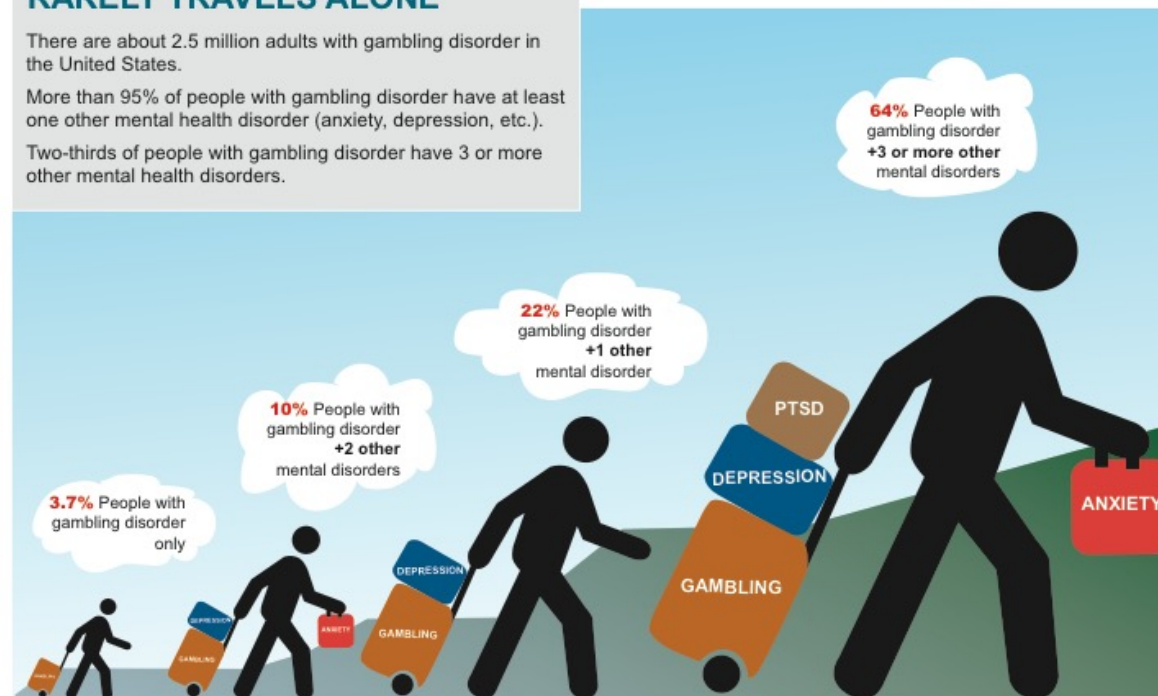 RARELY TRAVELS ALONE
There are about 2.5 million adults with gambling disorder in
the United States.
More than 95% of people with gambling disorder have at least
one other mental health disorder (anxiety, depression, etc.).
Two-thirds of people with gambling disorder have 3 or more
other mental health disorders.
64% People with
gambling disorder
+3 or more other
mental disorders
22% People with
gambling disorder
+1 other
mental disorder
10% People with
gambling disorder
+2 other
mental disorders
3.7% People with
gambling disorder
only
DEPRESSION
GAMBLING
ANXIETY
DEPRESSION
GAMBLING
PTSD
DEPRESSION
GAMBLING
ANXIETY